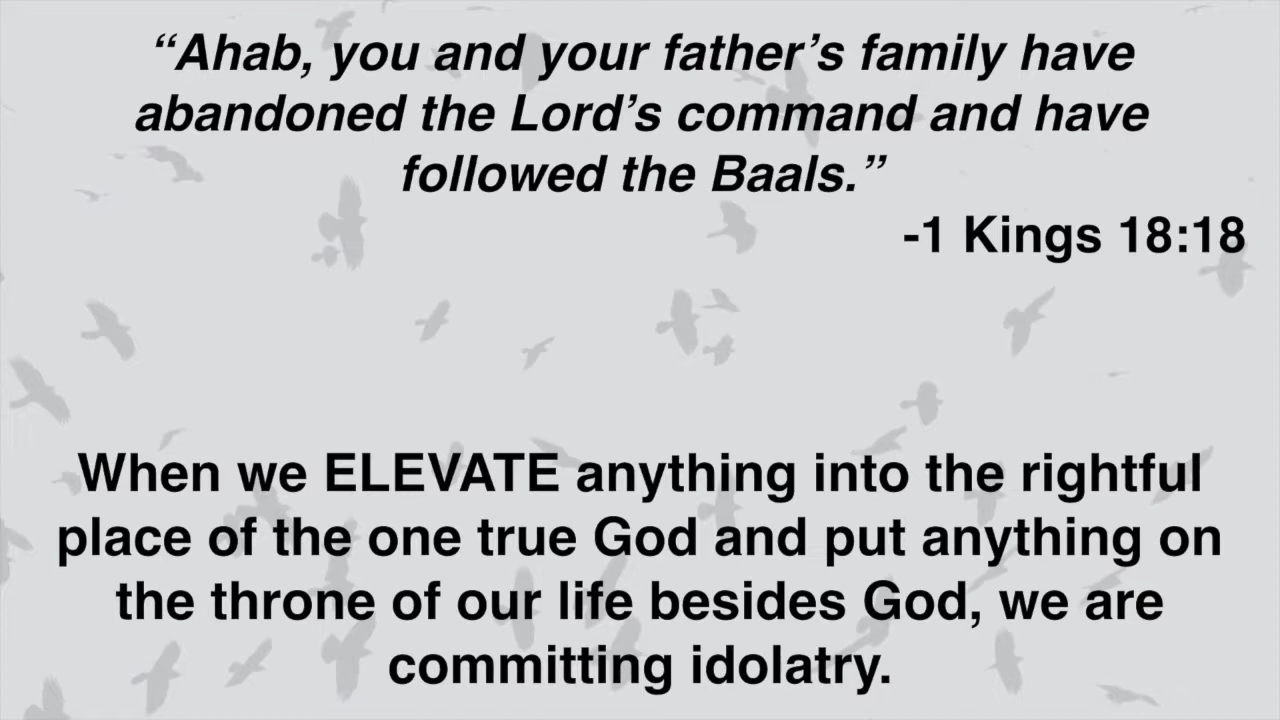 “Ahab, you and your father’s family have
abandoned the Lord’s command and have
followed the Baals.”
-1 Kings 18:18
When we ELEVATE anything into the rightful
place of the one true God and put anything on
the throne of our life besides God, we are
committing idolatry.